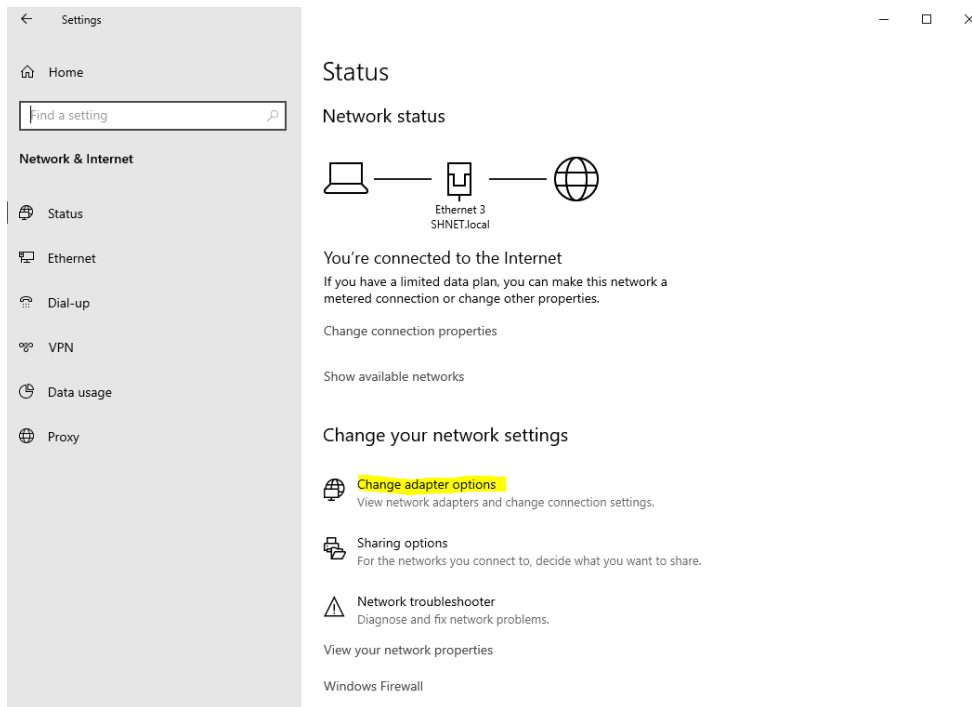 Settings
Home
Find a setting
Network & Internet
Status
Ethernet
Dial-up
VPN
Data usage
Proxy
Status
Network status
Ethernet 3
SHNET.local
You're connected to the Internet
If you have a limited data plan, you can make this network a
metered connection or change other properties.
Change connection properties
Show available networks
Change your network settings
Change adapter options
View network adapters and change connection settings.
Sharing options
For the networks you connect to, decide what you want to share.
Network troubleshooter
Diagnose and fix network problems.
View your network properties
Windows Firewall